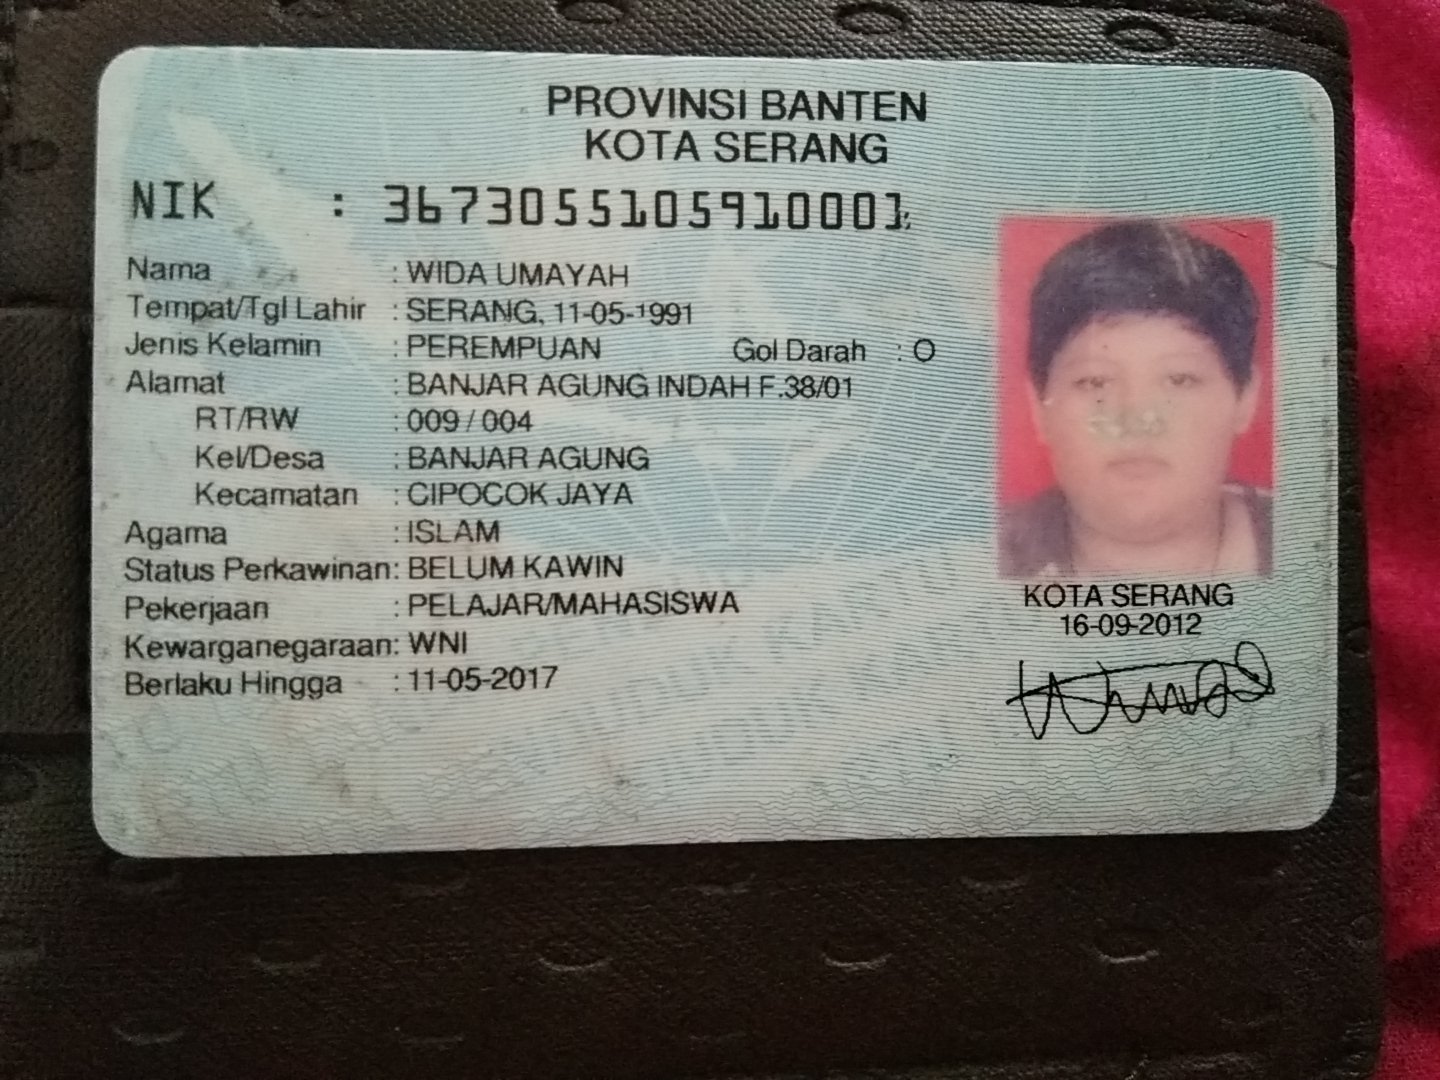 PROVINSI BANTEN
KOTA SERANG
NIK : 3673055105910001
Nama : WIDA UMAYAH
Tempat/Tgl Lahir : SERANG, 11-05-1991
Jenis Kelamin : PEREMPUAN Gol Darah : O
Alamat : BANJAR AGUNG INDAH F.38/01
RT/RW : 009 / 004
Kel/Desa : BANJAR AGUNG
Kecamatan : CIPOCOK JAYA
Agama : ISLAM
Status Perkawinan: BELUM KAWIN
Pekerjaan : PELAJAR/MAHASISWA
Kewarganegaraan: WNI
Berlaku Hingga : 11-05-2017
KOTA SERANG
16-09-2012